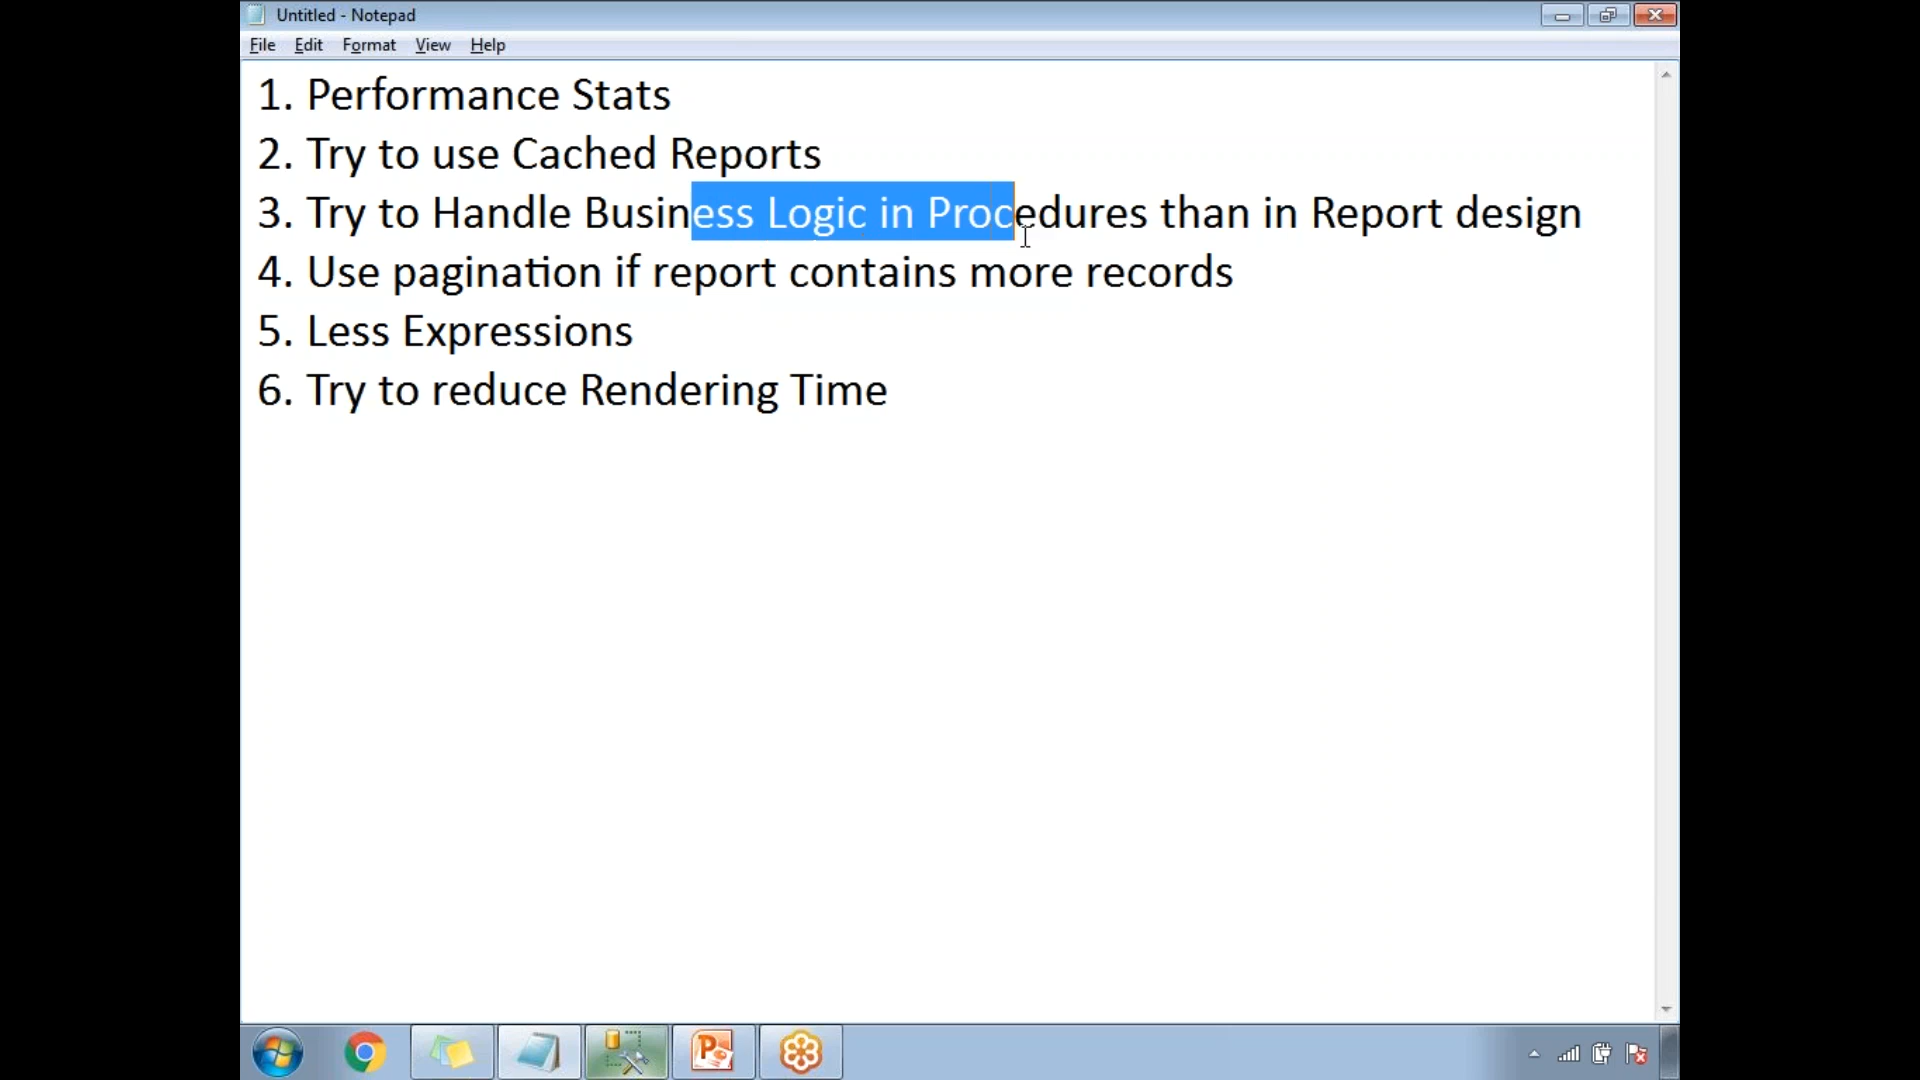 Untitled - Notepad
File Edit Format View Help
1. Performance Stats
2. Try to use Cached Reports
3. Try to Handle Business Logic in Procedures than in Report design
4. Use pagination if report contains more records
5. Less Expressions
6. Try to reduce Rendering Time